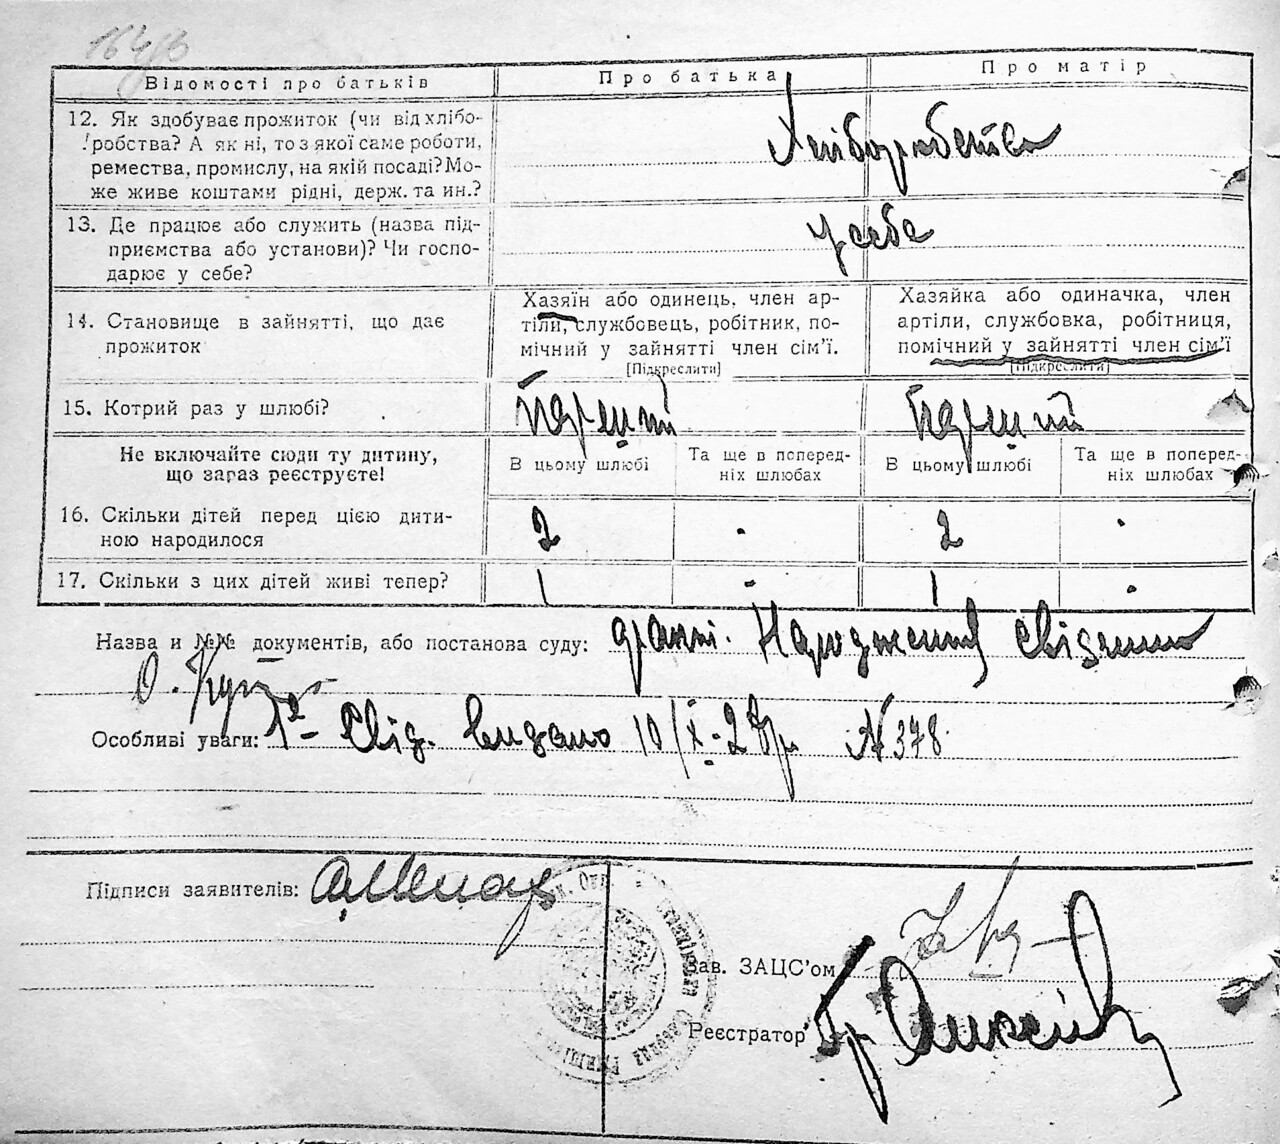 Відомості про батьків Про батька Про матір
12. Як здобуває прожиток (чи від хлібо-
робства? А як ні, то з якої саме роботи,
ремества, промислу, на якій посаді? Мо-
же живе коштами рідні, держ. та ин.?
Хліборобство
13. Де працює або служить (назва під-
приємства або установи)? Чи госпо-
дарює у себе?
у себе
14. Становище в зайнятті, що дає
прожиток
Хазяїн або одинець, член ар-
тіли, службовець, робітник, по-
мічний у зайнятті член сім'ї.
[Підкреслити]
Хазяйка або одиначка, член
артіли, службовка, робітниця,
помічний у зайнятті член сім'ї
[Підкреслити]
15. Котрий раз у шлюбі?
Перший Перший
Не включайте сюди ту дитину,
що зараз реєструєте!
В цьому шлюбі
Та ще в поперед-
ніх шлюбах
В цьому шлюбі
Та ще в поперед-
ніх шлюбах
16. Скільки дітей перед цією дити-
ною народилося
2 2
17. Скільки з цих дітей живі тепер?
1 1
Назва и №№ документів, або постанова суду:
Особливі уваги: Свід. видано 10/X-28р N 378
Підписи заявителів:
Зав. ЗАЦС'ом
Реєстратор